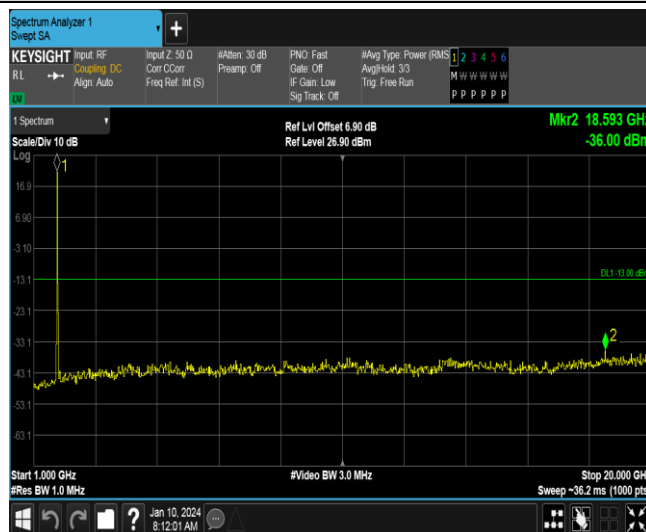 Spectrum Analyzer 1
Swept SA
+
KEYSIGHT
RL
LXI
Input: RF
Coupling: DC
Align: Auto
Input Z: 50 Ω
Corr CCorr
Freq Ref: Int (S)
#Atten: 30 dB
Preamp: Off
PNO: Fast
Gate: Off
IF Gain: Low
Sig Track: Off
#Avg Type: Power (RMS
Avg|Hold: 3/3
Trig: Free Run
1 2 3 4 5 6
M W W W W W
P P P P P P
1 Spectrum
Scale/Div 10 dB
Ref Lvl Offset 6.90 dB
Ref Level 26.90 dBm
Mkr2 18.593 GHz
-36.00 dBm
Log
1
16.9
6.90
-3.10
-13.1
DL1 -13.00 dBm
-23.1
-33.1
2
-43.1
-53.1
-63.1
Start 1.000 GHz
#Video BW 3.0 MHz
Stop 20.000 GHz
#Res BW 1.0 MHz
Sweep ~36.2 ms (1000 pts
?
Jan 10, 2024
8:12:01 AM